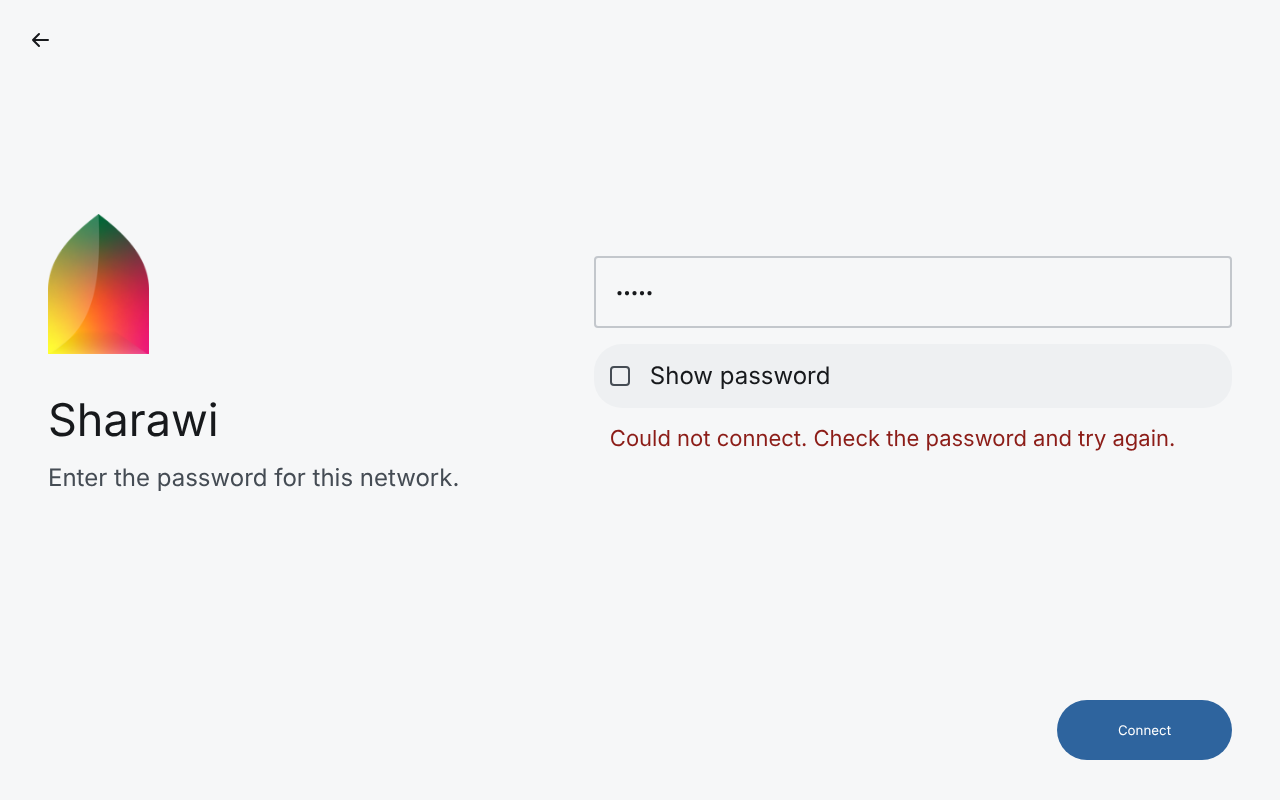 Sharawi
Enter the password for this network.
•••••
Show password
Could not connect. Check the password and try again.
Connect